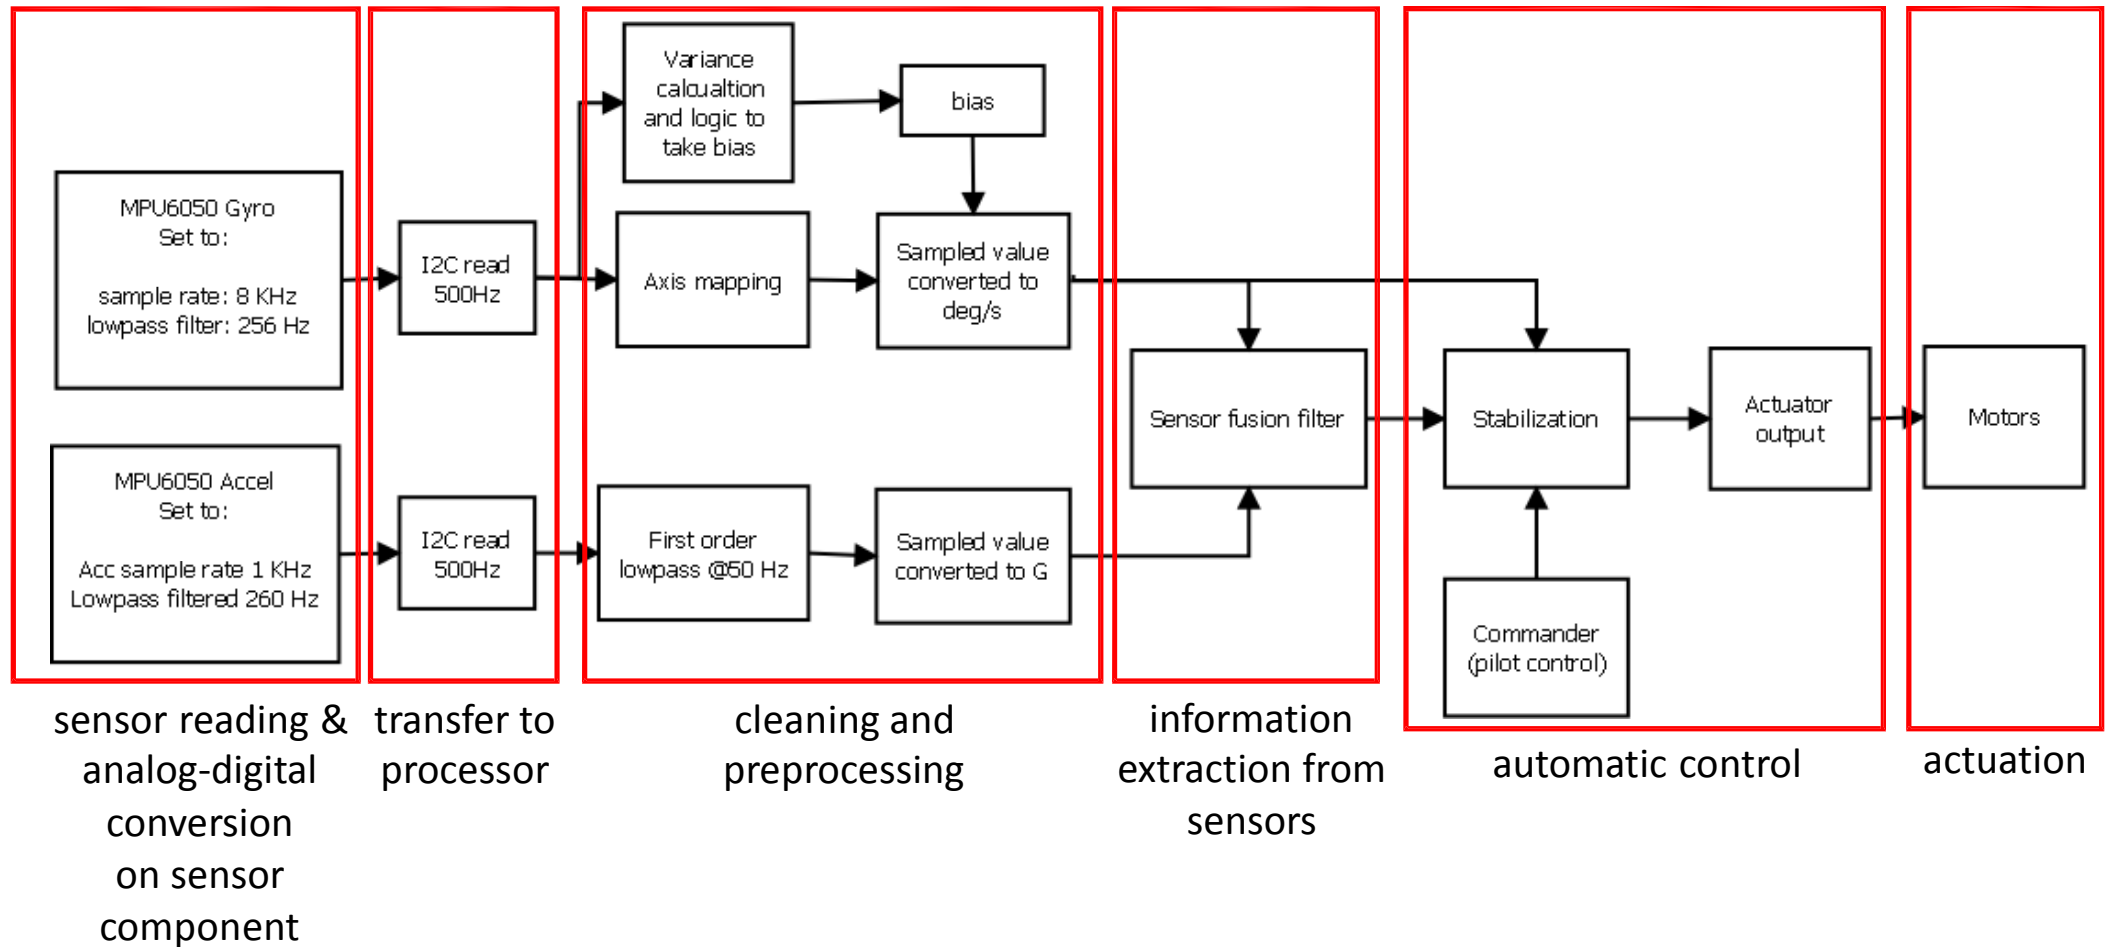 MPU6050 Gyro
Set to:
sample rate: 8 KHz
lowpass filter: 256 Hz
MPU6050 Accel
Set to:
Acc sample rate 1 KHz
Lowpass filtered 260 Hz
I2C read
500Hz
I2C read
500Hz
Variance
calcualtion
and logic to
take bias
bias
Axis mapping
Sampled value
converted to
deg/s
First order
lowpass @50 Hz
Sampled value
converted to G
Sensor fusion filter
Stabilization
Actuator
output
Commander
(pilot control)
Motors
sensor reading &
analog-digital
conversion
on sensor
component
transfer to
processor
cleaning and
preprocessing
information
extraction from
sensors
automatic control
actuation